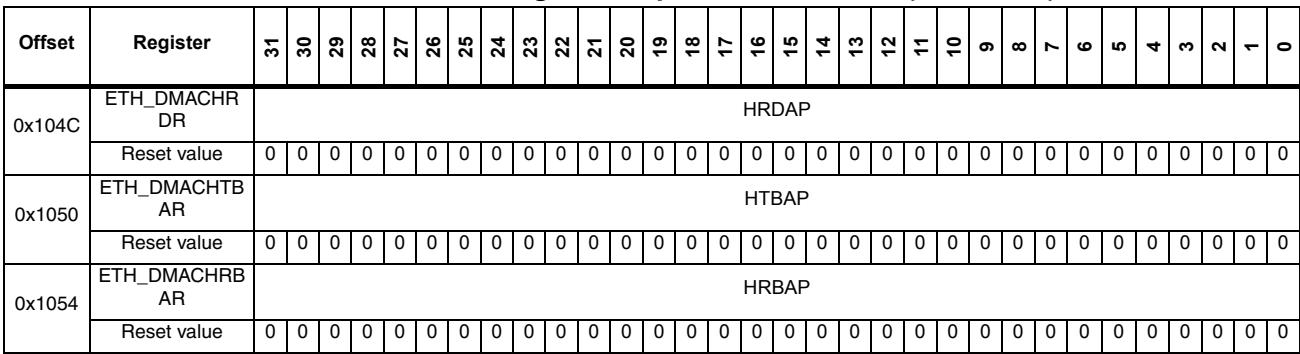 Offset Register 31 30 29 28 27 26 25 24 23 22 21 20 19 18 17 16 15 14 13 12 11 10 9 8 7 6 5 4 3 2 1 0
0x104C ETH_DMACHR
DR HRDAP
Reset value 0 0 0 0 0 0 0 0 0 0 0 0 0 0 0 0 0 0 0 0 0 0 0 0 0 0 0 0 0 0 0 0
0x1050 ETH_DMACHTB
AR HTBAP
Reset value 0 0 0 0 0 0 0 0 0 0 0 0 0 0 0 0 0 0 0 0 0 0 0 0 0 0 0 0 0 0 0 0
0x1054 ETH_DMACHRB
AR HRBAP
Reset value 0 0 0 0 0 0 0 0 0 0 0 0 0 0 0 0 0 0 0 0 0 0 0 0 0 0 0 0 0 0 0 0